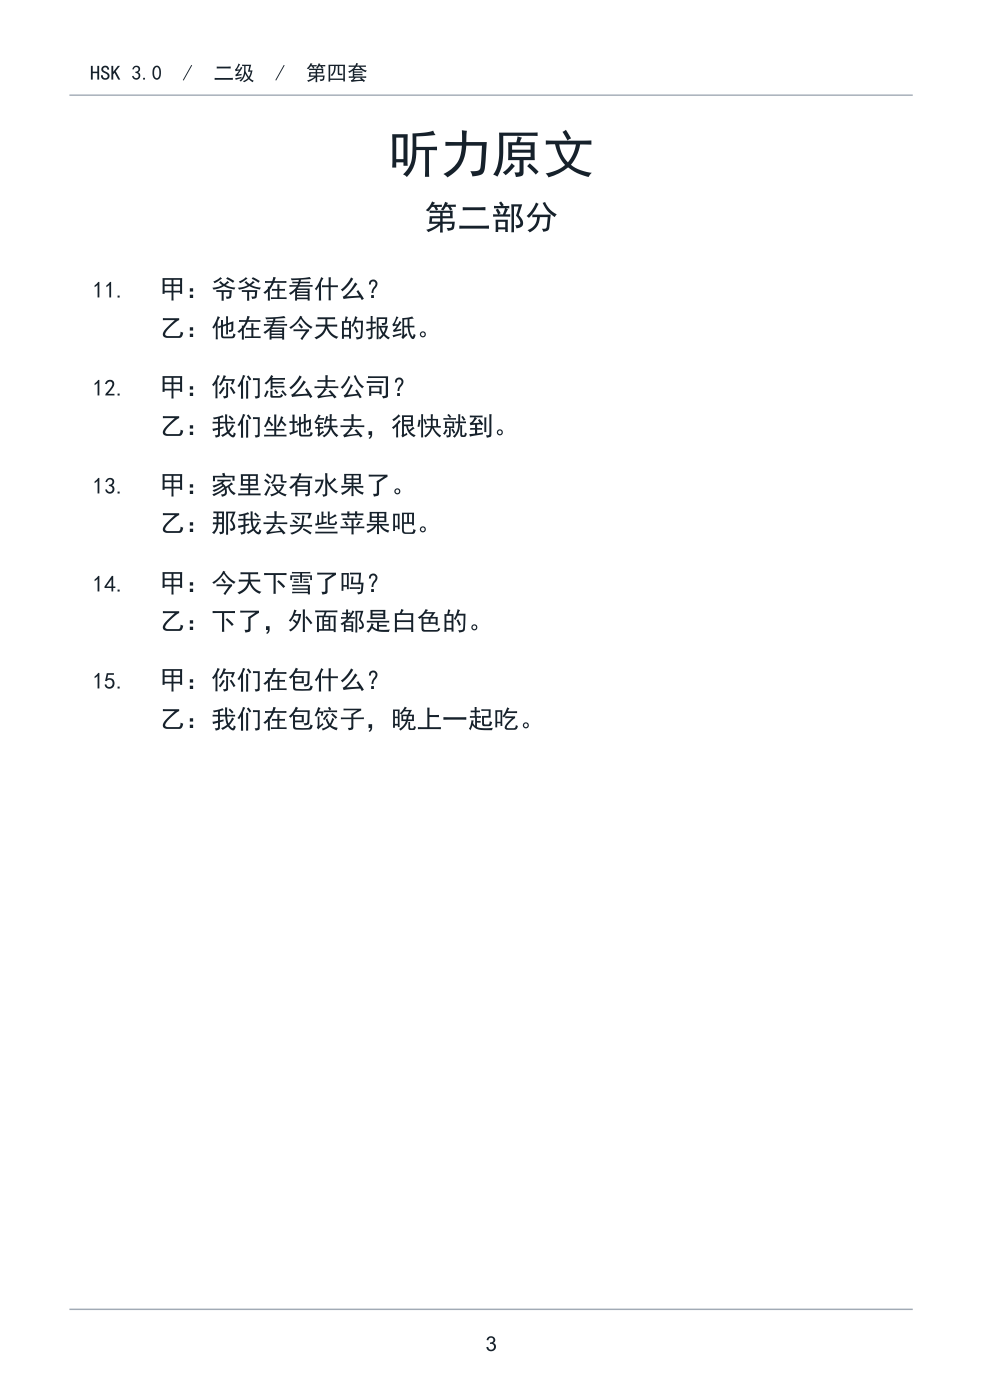 HSK 3.0 / 二级 / 第四套
听力原文
第二部分
11. 甲：爷爷在看什么？
乙：他在看今天的报纸。
12. 甲：你们怎么去公司？
乙：我们坐地铁去，很快就到。
13. 甲：家里没有水果了。
乙：那我去买些苹果吧。
14. 甲：今天下雪了吗？
乙：下了，外面都是白色的。
15. 甲：你们在包什么？
乙：我们在包饺子，晚上一起吃。
3